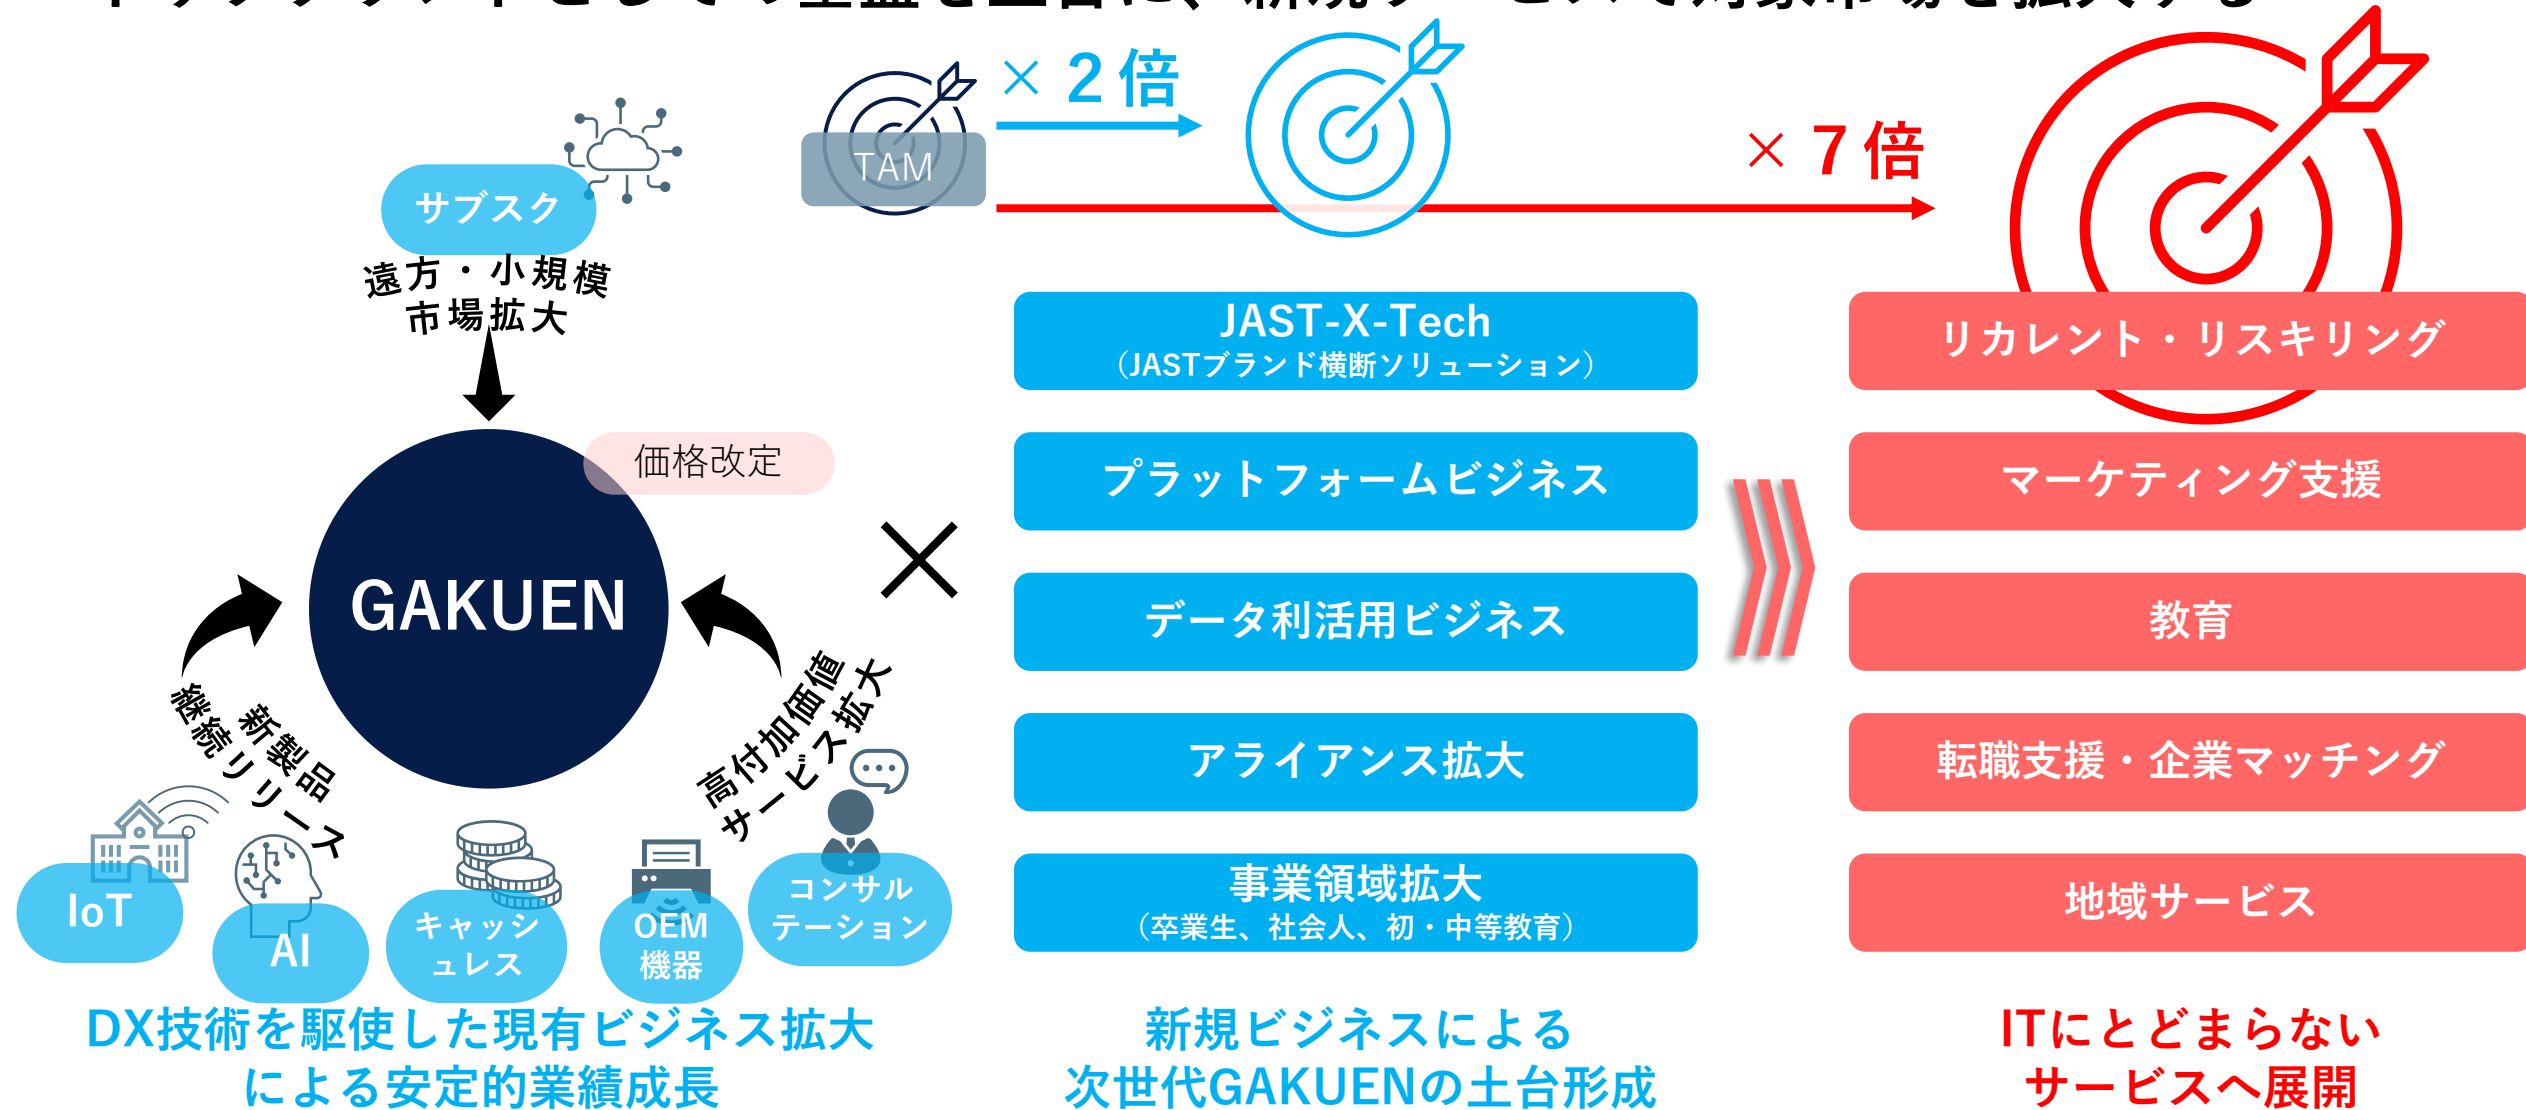 × 2 倍
× 7 倍
TAM
サブスク
遠方・小規模
市場拡大
価格改定
GAKUEN
新製品
継続リリース
高付加価値
サービス拡大
IoT
AI
キャッシ
ュレス
OEM
機器
コンサル
テーション
DX技術を駆使した現有ビジネス拡大
による安定的業績成長
×
JAST-X-Tech
（JASTブランド横断ソリューション）
プラットフォームビジネス
データ利活用ビジネス
アライアンス拡大
事業領域拡大
（卒業生、社会人、初・中等教育）
新規ビジネスによる
次世代GAKUENの土台形成
リカレント・リスキリング
マーケティング支援
教育
転職支援・企業マッチング
地域サービス
ITにとどまらない
サービスへ展開